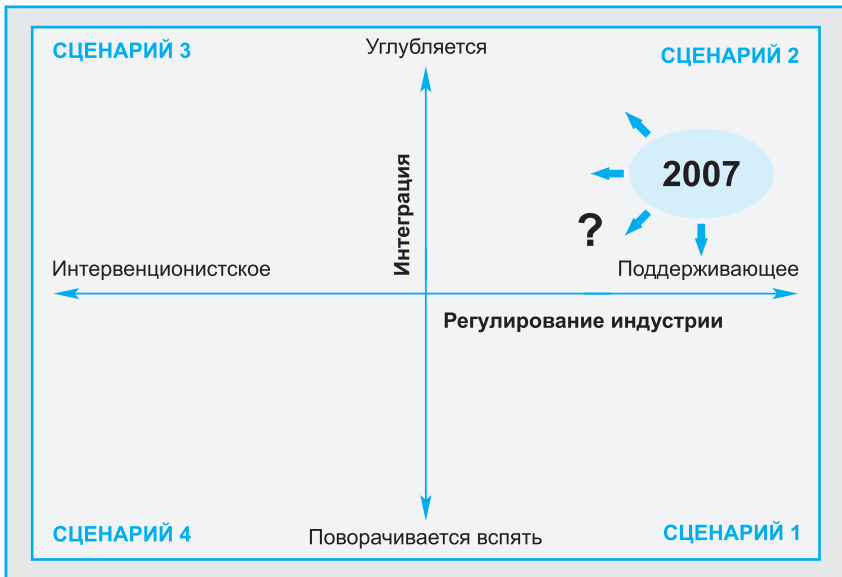 СЦЕНАРИЙ 3
Углубляется
СЦЕНАРИЙ 2
Интеграция
2007
?
Интервенционистское
Поддерживающее
Регулирование индустрии
СЦЕНАРИЙ 4
Поворачивается вспять
СЦЕНАРИЙ 1